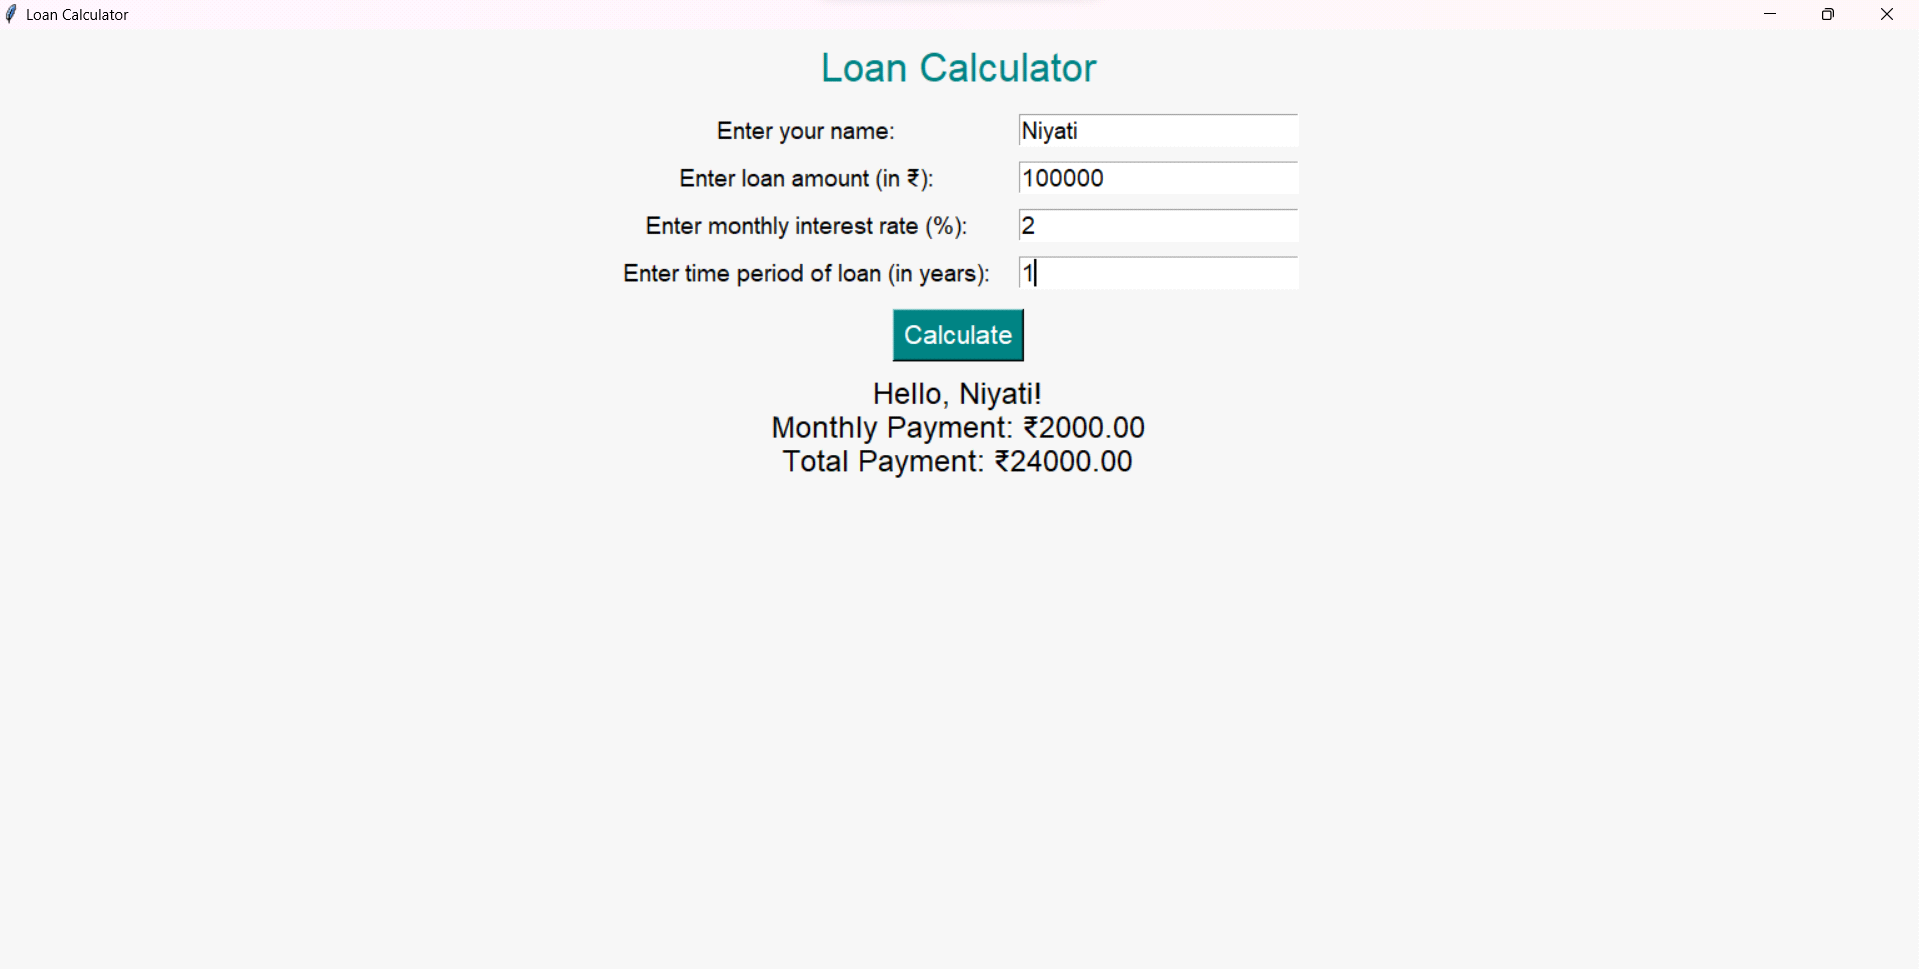 Loan Calculator
Loan Calculator
Enter your name: Niyati
Enter loan amount (in ₹): 100000
Enter monthly interest rate (%): 2
Enter time period of loan (in years): 1
Calculate
Hello, Niyati!
Monthly Payment: ₹2000.00
Total Payment: ₹24000.00